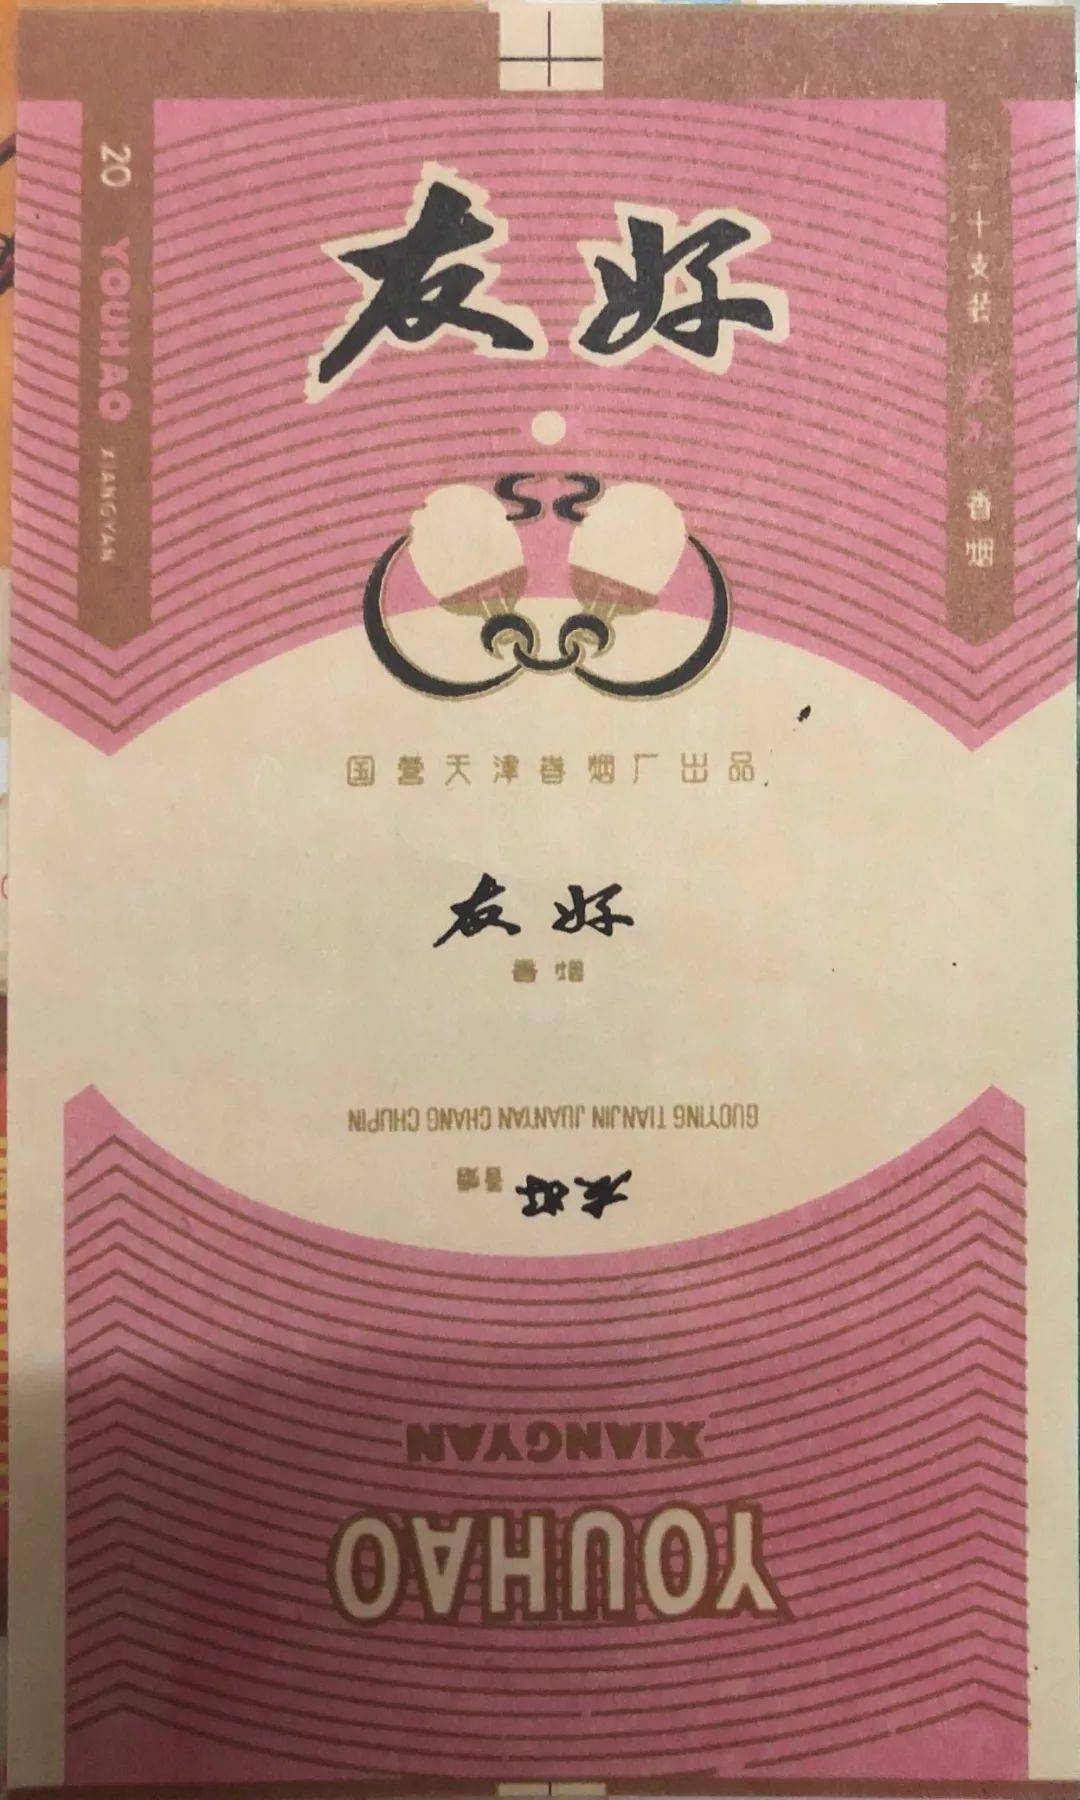 友好
20 YOUHAO XIANGYAN
二十支装 友好 香烟
国营天津卷烟厂出品
友好
香烟
GUOYING TIANJIN JUANYAN CHANG CHUPIN
友好 香烟
XIANGYAN
YOUHAO